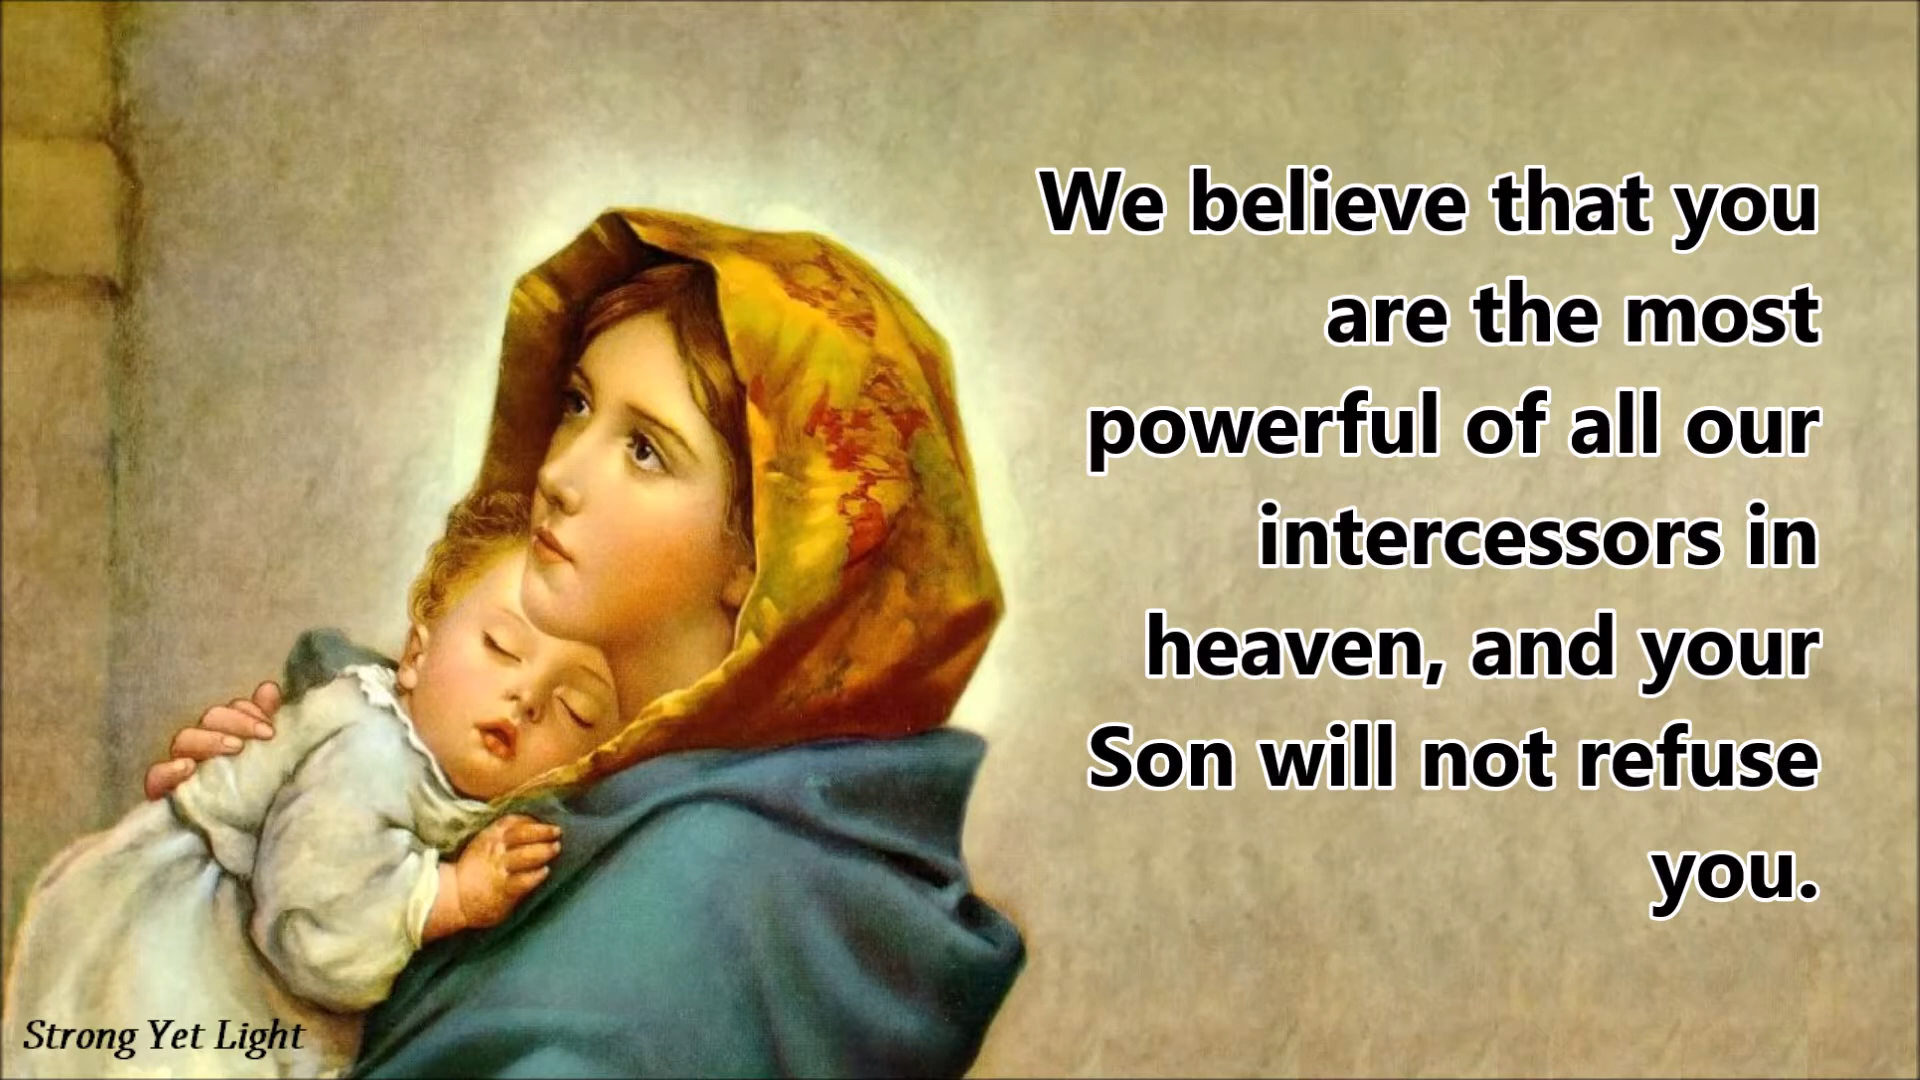 We believe that you
are the most
powerful of all our
intercessors in
heaven, and your
Son will not refuse
you.
Strong Yet Light